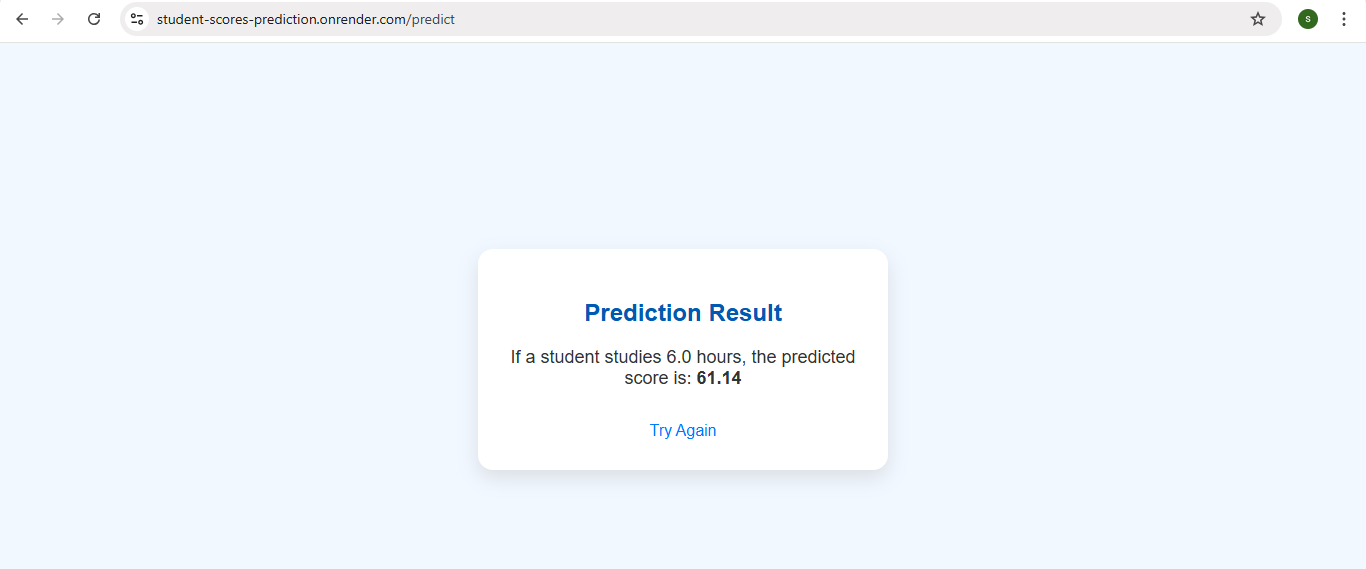 student-scores-prediction.onrender.com/predict
S
Prediction Result
If a student studies 6.0 hours, the predicted
score is: 61.14
Try Again